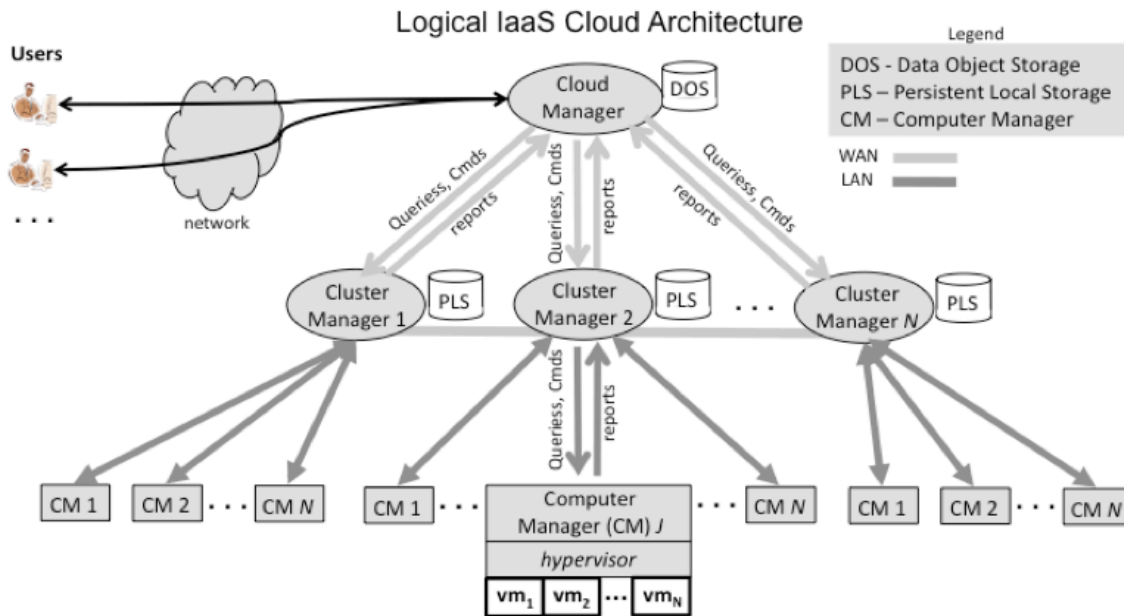 Logical IaaS Cloud Architecture
Legend
DOS - Data Object Storage
PLS – Persistent Local Storage
CM – Computer Manager
WAN
LAN
Users
. . .
network
Cloud
Manager
DOS
Queriess, Cmds
reports
Queriess, Cmds
reports
Queriess, Cmds
reports
Cluster
Manager 1
PLS
Cluster
Manager 2
PLS
. . .
Cluster
Manager N
PLS
Queriess, Cmds
reports
CM 1
CM 2
. . .
CM N
CM 1
. . .
Computer
Manager (CM) J
hypervisor
vm1 vm2 ... vmN
. . .
CM N
CM 1
CM 2
. . .
CM N